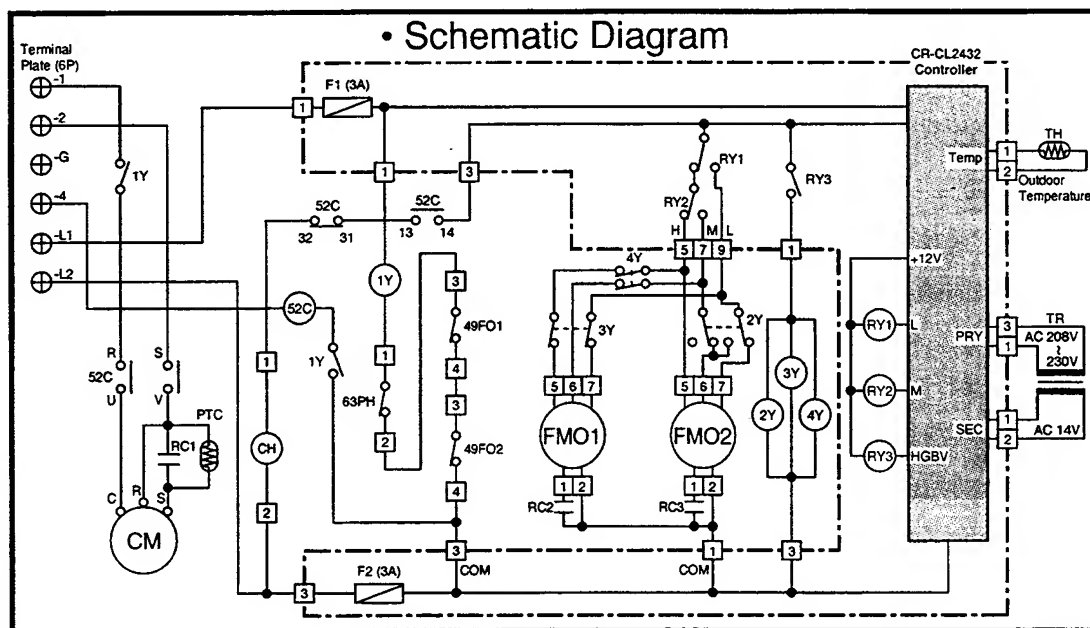 • Schematic Diagram
Terminal
Plate (6P)
-1
-2
-G
-4
-L1
-L2
1Y
R S
52C
U V
PTC
RC1
C R S
CM
F1 (3A)
1
1 3
52C 52C
32 31 13 14
52C
1Y
1Y
1
CH
2
1
63PH
2
3
49FO1
4
3
49FO2
4
3
COM
3
F2 (3A)
RY1
RY2
H M L
5 7 9
RY3
1
4Y
3Y
2Y
5 6 7
FMO1
1 2
RC2
5 6 7
FMO2
1 2
RC3
1
COM
3Y
2Y 4Y
3
CR-CL2432
Controller
Temp
1
2
TH
Outdoor
Temperature
+12V
RY1 L
RY2 M
RY3 HGBV
PRY
3
1
TR
AC 208V
~
230V
SEC
1
2
AC 14V